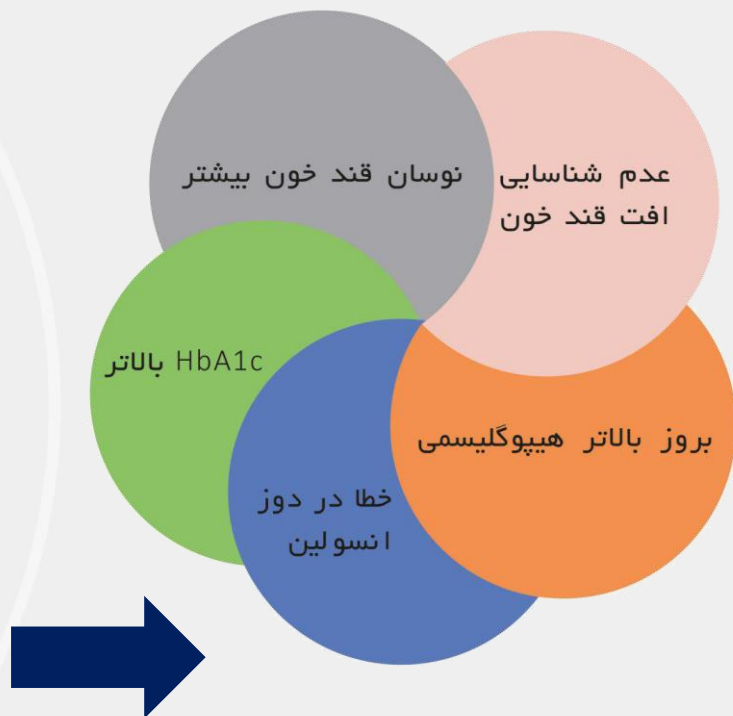 عدم شناسایی
افت قند خون
نوسان قند خون بیشتر
HbA1c بالاتر
خطا در دوز
انسولین
بروز بالاتر هیپوگلیسمی